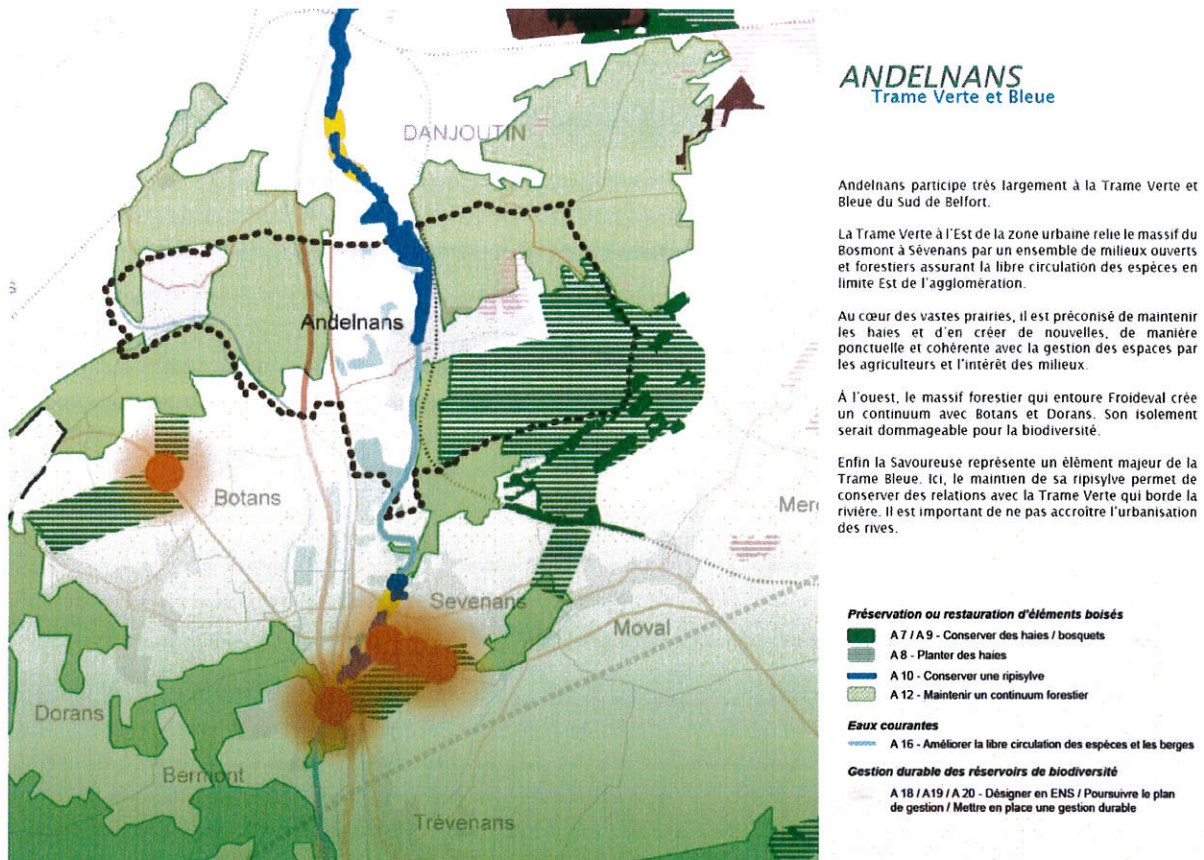 ANDELNANS
Trame Verte et Bleue
DANJOUTIN
Andelnans
Botans
Sevenans
Moval
Dorans
Bermont
Trévenans
Andelnans participe très largement à la Trame Verte et
Bleue du Sud de Belfort.
La Trame Verte à l'Est de la zone urbaine relie le massif du
Bosmont à Sévenans par un ensemble de milieux ouverts
et forestiers assurant la libre circulation des espèces en
limite Est de l'agglomération.
Au cœur des vastes prairies, il est préconisé de maintenir
les haies et d'en créer de nouvelles, de manière
ponctuelle et cohérente avec la gestion des espaces par
les agriculteurs et l'intérêt des milieux.
À l'ouest, le massif forestier qui entoure Froideval crée
un continuum avec Botans et Dorans. Son isolement
serait dommageable pour la biodiversité.
Enfin la Savoureuse représente un élément majeur de la
Trame Bleue. Ici, le maintien de sa ripisylve permet de
conserver des relations avec la Trame Verte qui borde la
rivière. Il est important de ne pas accroître l'urbanisation
des rives.
Préservation ou restauration d'éléments boisés
A 7 / A 9 - Conserver des haies / bosquets
A 8 - Planter des haies
A 10 - Conserver une ripisylve
A 12 - Maintenir un continuum forestier
Eaux courantes
A 16 - Améliorer la libre circulation des espèces et les berges
Gestion durable des réservoirs de biodiversité
A 18 / A19 / A 20 - Désigner en ENS / Poursuivre le plan
de gestion / Mettre en place une gestion durable